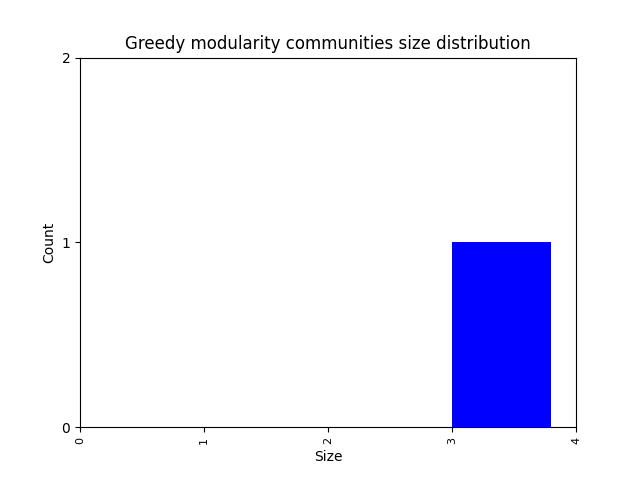 Greedy modularity communities size distribution
2
1
0
Count
0 1 2 3 4
Size